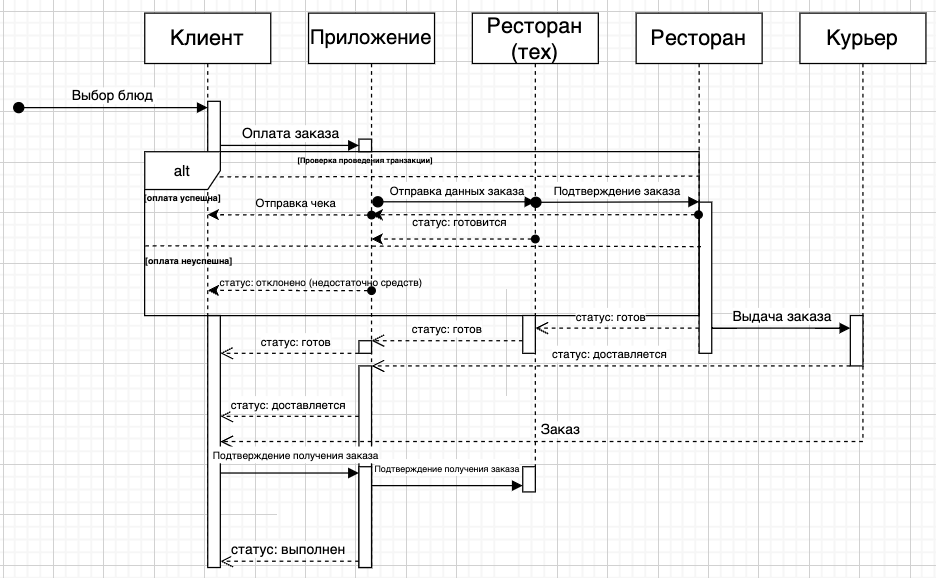 Клиент
Приложение
Ресторан
(тех)
Ресторан
Курьер
Выбор блюд
Оплата заказа
[Проверка проведения транзакции]
alt
[оплата успешна]
Отправка данных заказа
Подтверждение заказа
Отправка чека
статус: готовится
[оплата неуспешна]
статус: отклонено (недостаточно средств)
статус: готов
Выдача заказа
статус: готов
статус: готов
статус: доставляется
статус: доставляется
Заказ
Подтверждение получения заказа
Подтверждение получения заказа
статус: выполнен